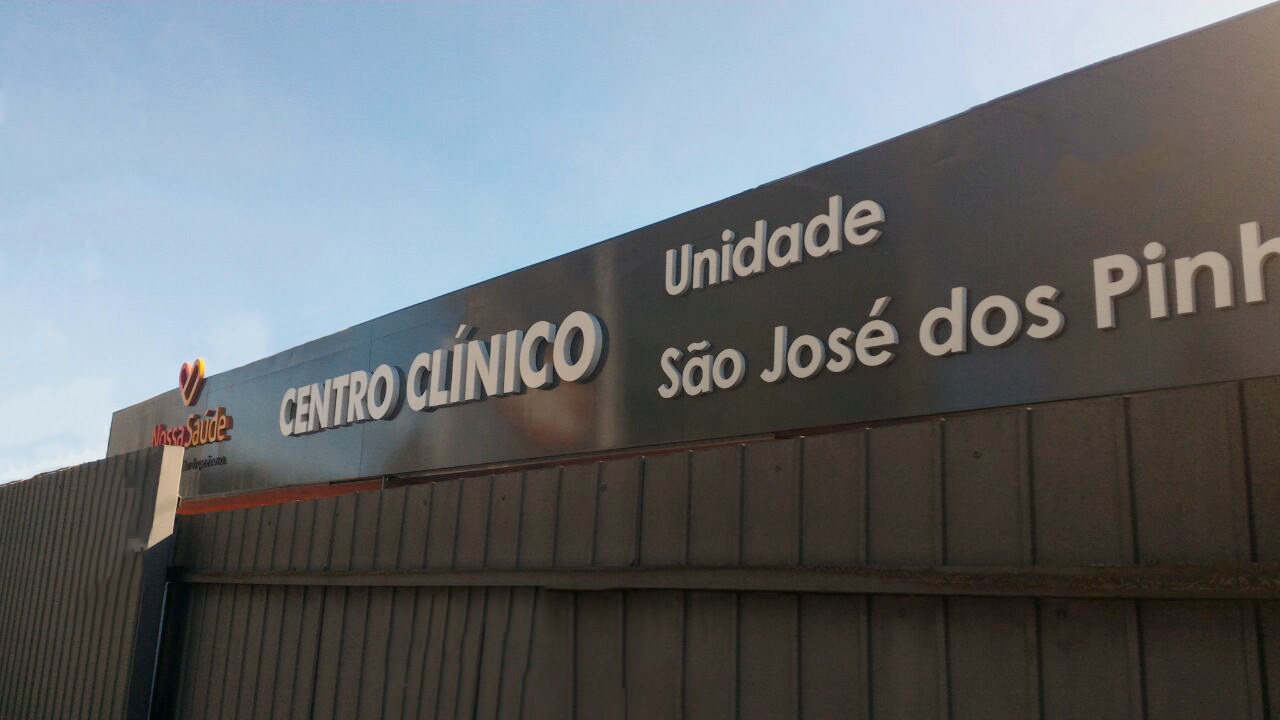 NossaSaúde
CENTRO CLÍNICO
Unidade
São José dos Pinh